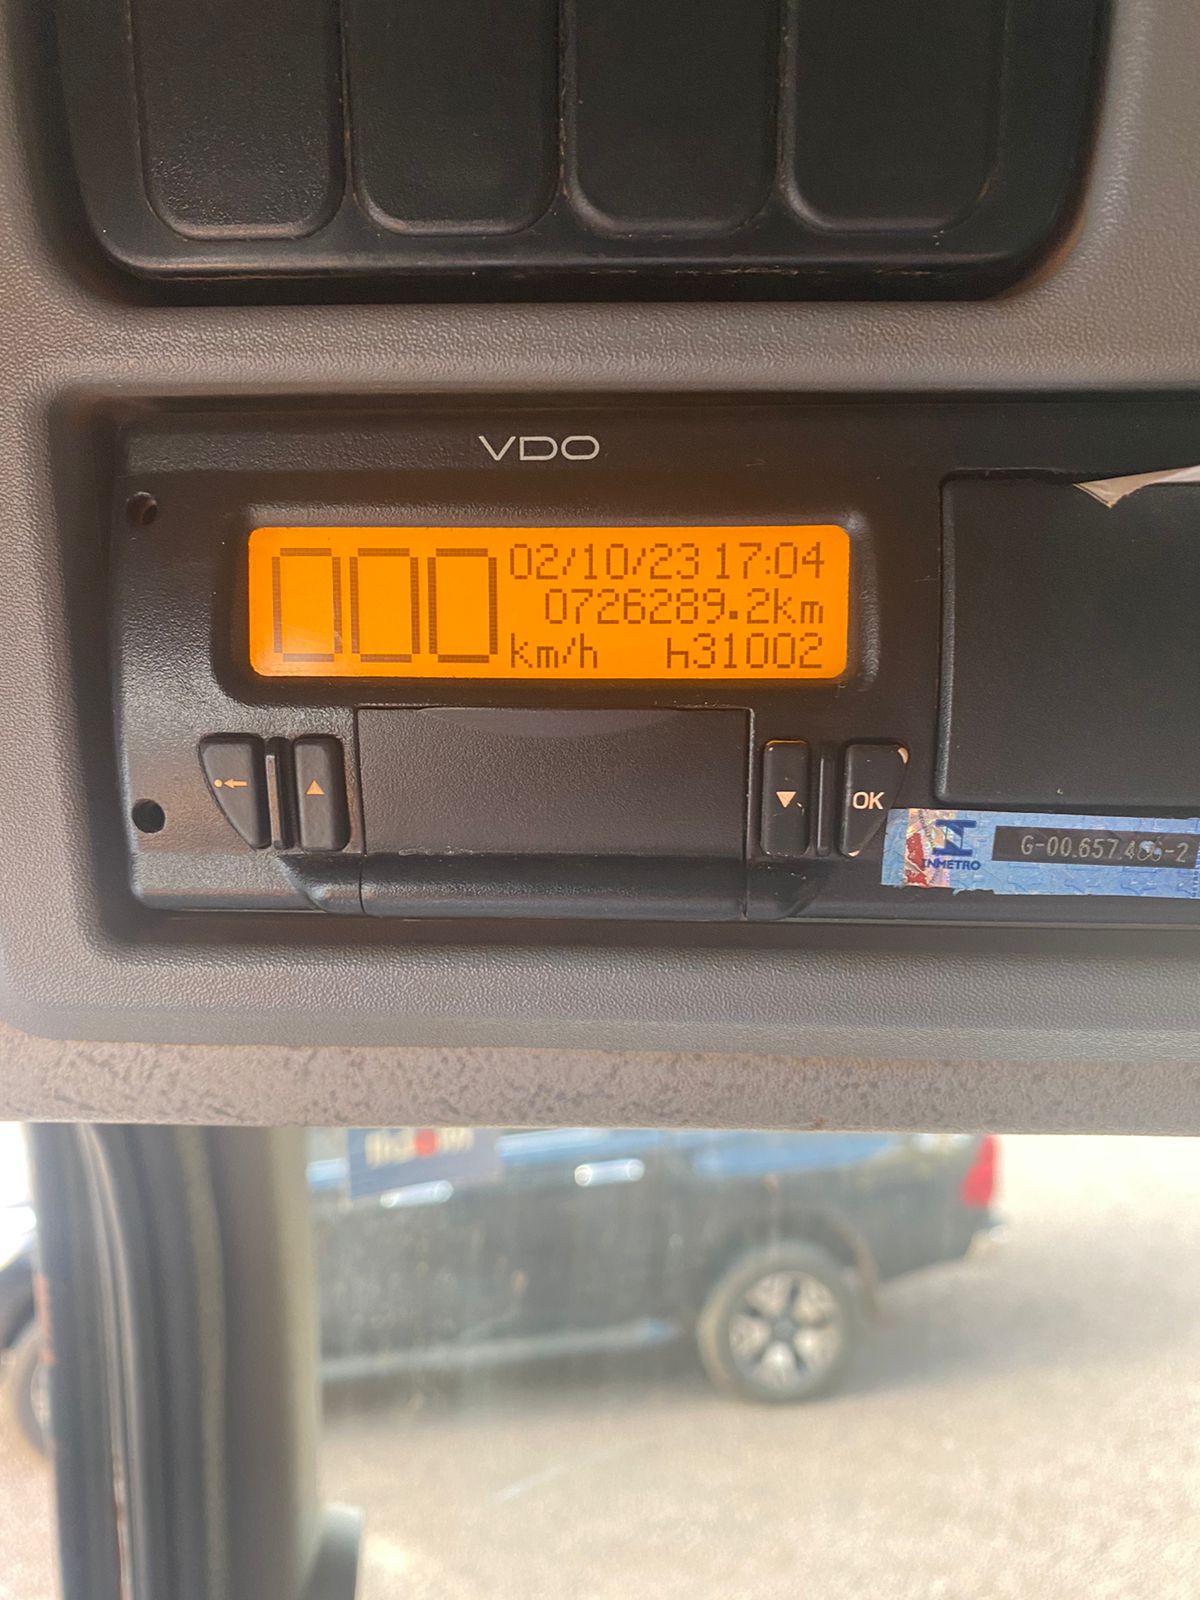 VDO
000
02/10/23 17:04
0726289.2km
km/h h31002
OK
INMETRO